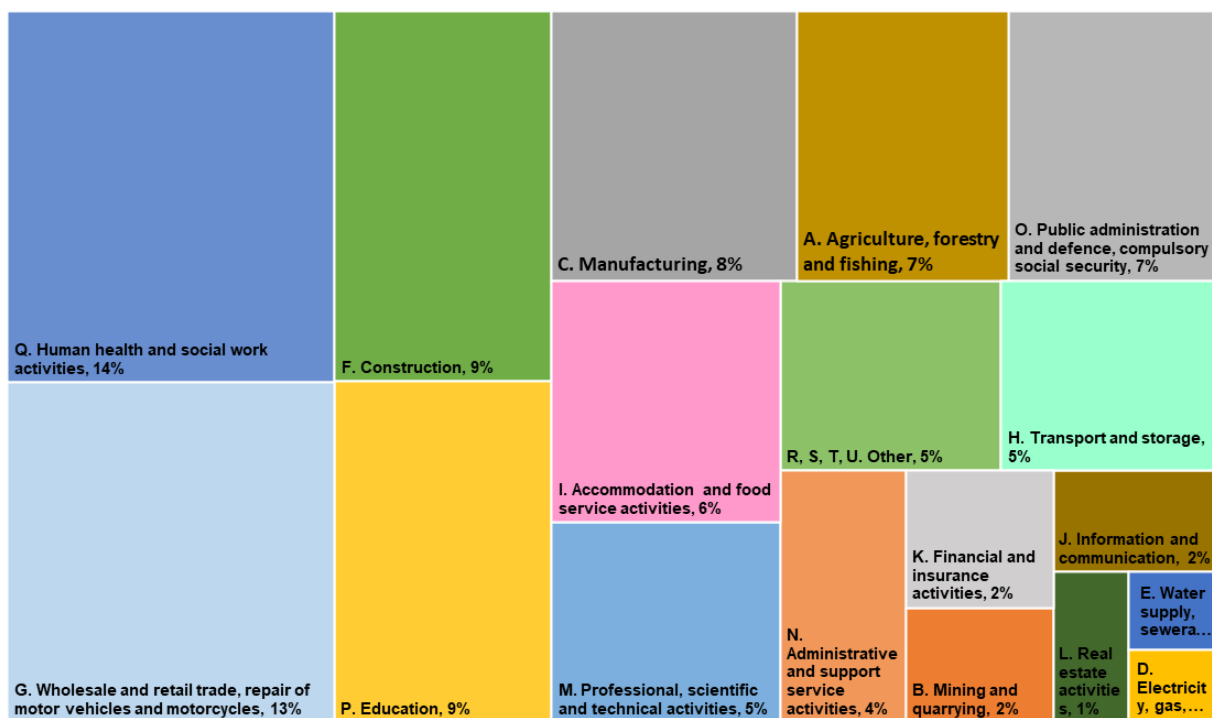 Q. Human health and social work
activities, 14%
G. Wholesale and retail trade, repair of
motor vehicles and motorcycles, 13%
F. Construction, 9%
P. Education, 9%
C. Manufacturing, 8%
A. Agriculture, forestry
and fishing, 7%
O. Public administration
and defence, compulsory
social security, 7%
I. Accommodation and food
service activities, 6%
M. Professional, scientific
and technical activities, 5%
R, S, T, U. Other, 5%
H. Transport and storage,
5%
N.
Administrative
and support
service
activities, 4%
K. Financial and
insurance
activities, 2%
B. Mining and
quarrying, 2%
J. Information and
communication, 2%
L. Real
estate
activitie
s, 1%
E. Water
supply,
sewera...
D.
Electricit
y, gas,...